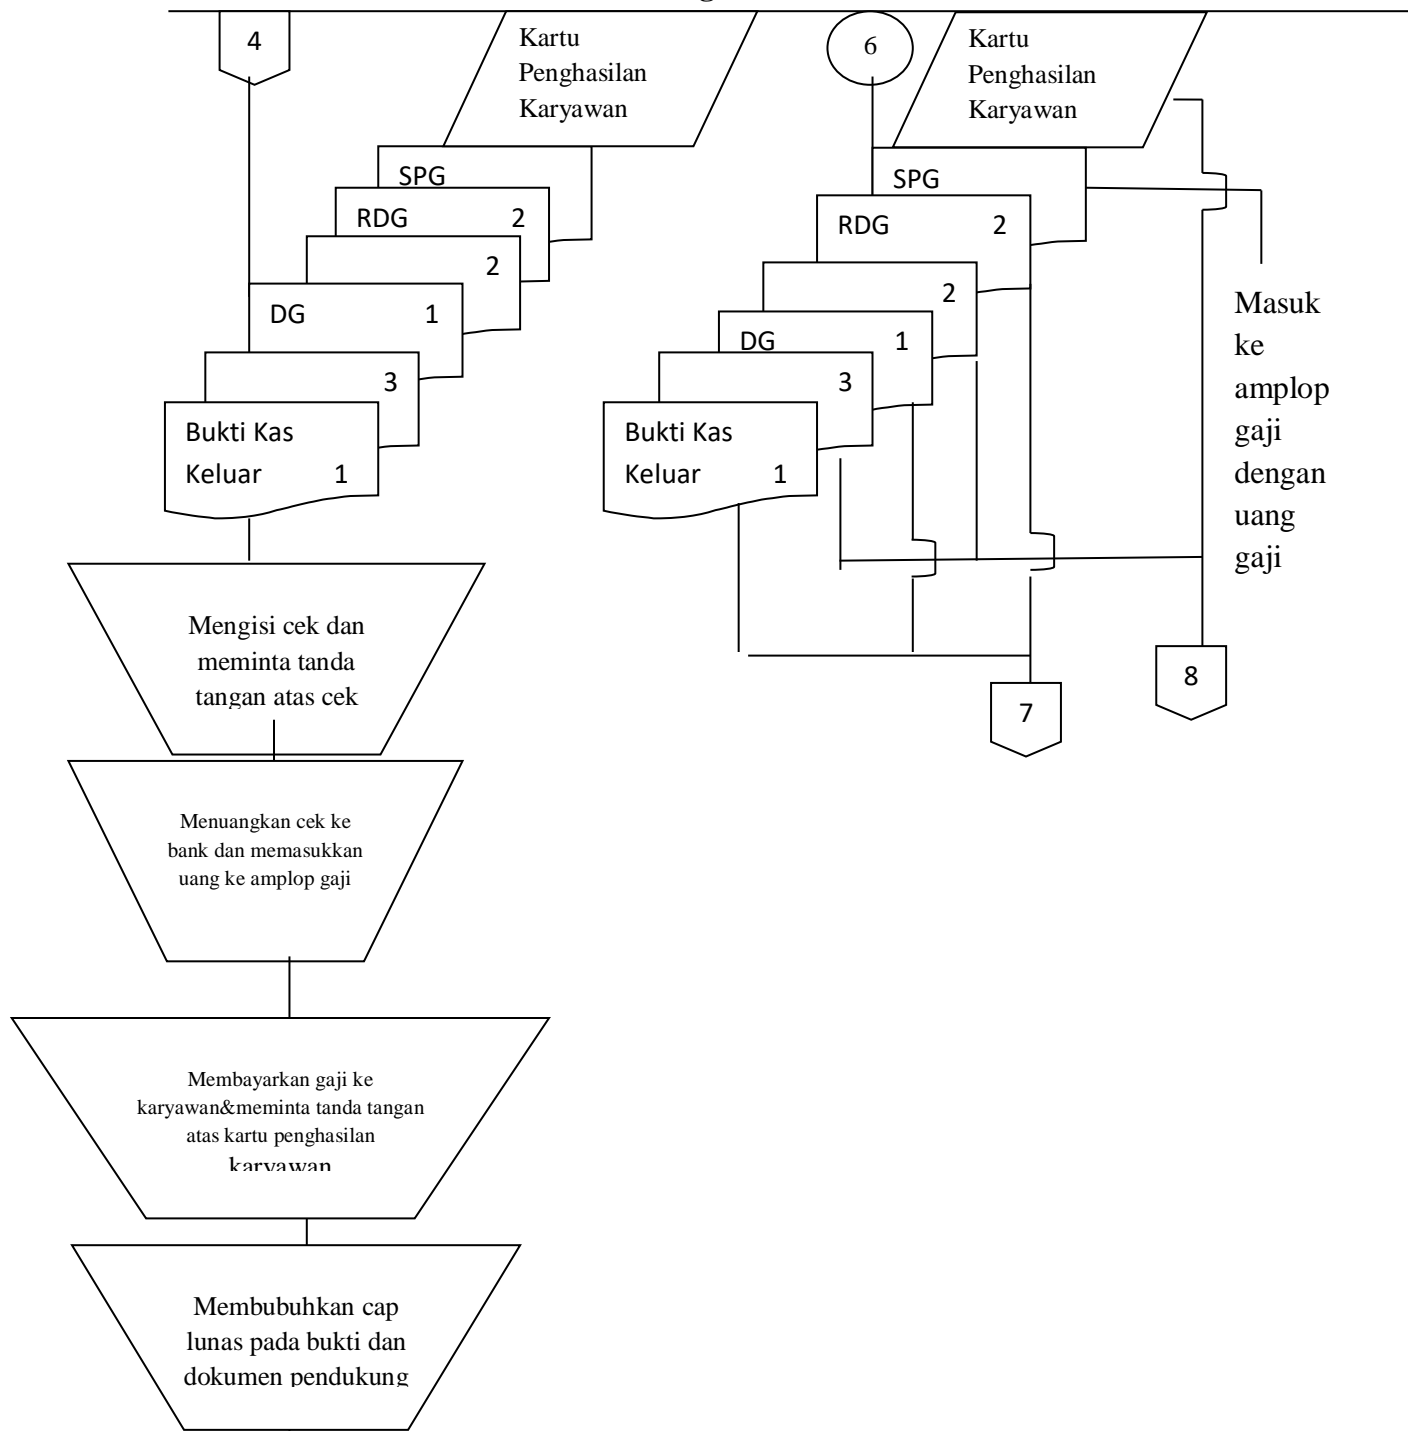 4
Kartu
Penghasilan
Karyawan
SPG
RDG 2
2
DG 1
3
Bukti Kas
Keluar 1
Mengisi cek dan
meminta tanda
tangan atas cek
Menuangkan cek ke
bank dan memasukkan
uang ke amplop gaji
Membayarkan gaji ke
karyawan&meminta tanda tangan
atas kartu penghasilan
karyawan
Membubuhkan cap
lunas pada bukti dan
dokumen pendukung
6
Kartu
Penghasilan
Karyawan
SPG
RDG 2
2
DG 1
3
Bukti Kas
Keluar 1
Masuk
ke
amplop
gaji
dengan
uang
gaji
7
8